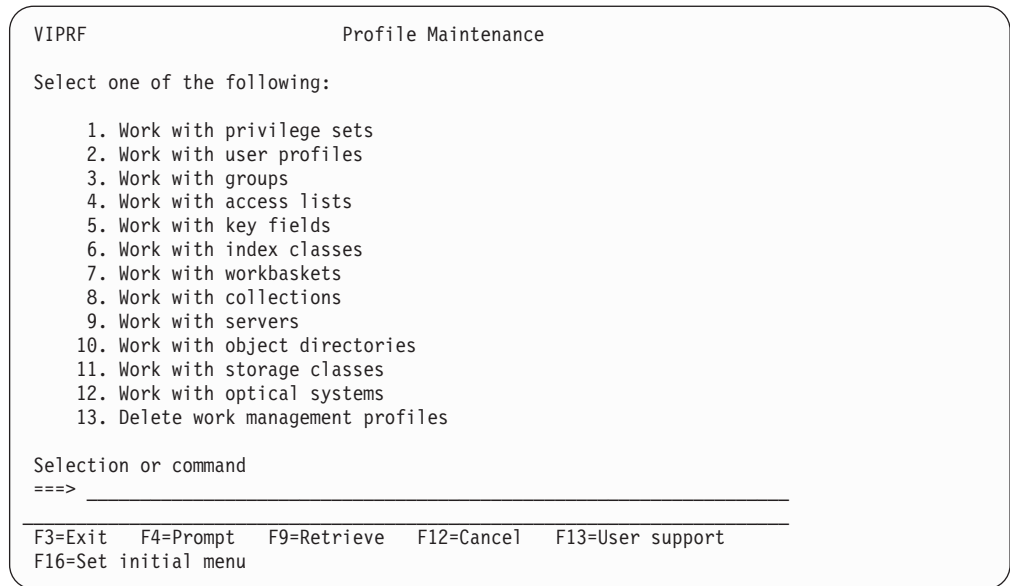 VIPRF Profile Maintenance
Select one of the following:
1. Work with privilege sets
2. Work with user profiles
3. Work with groups
4. Work with access lists
5. Work with key fields
6. Work with index classes
7. Work with workbaskets
8. Work with collections
9. Work with servers
10. Work with object directories
11. Work with storage classes
12. Work with optical systems
13. Delete work management profiles
Selection or command
===>
F3=Exit F4=Prompt F9=Retrieve F12=Cancel F13=User support
F16=Set initial menu